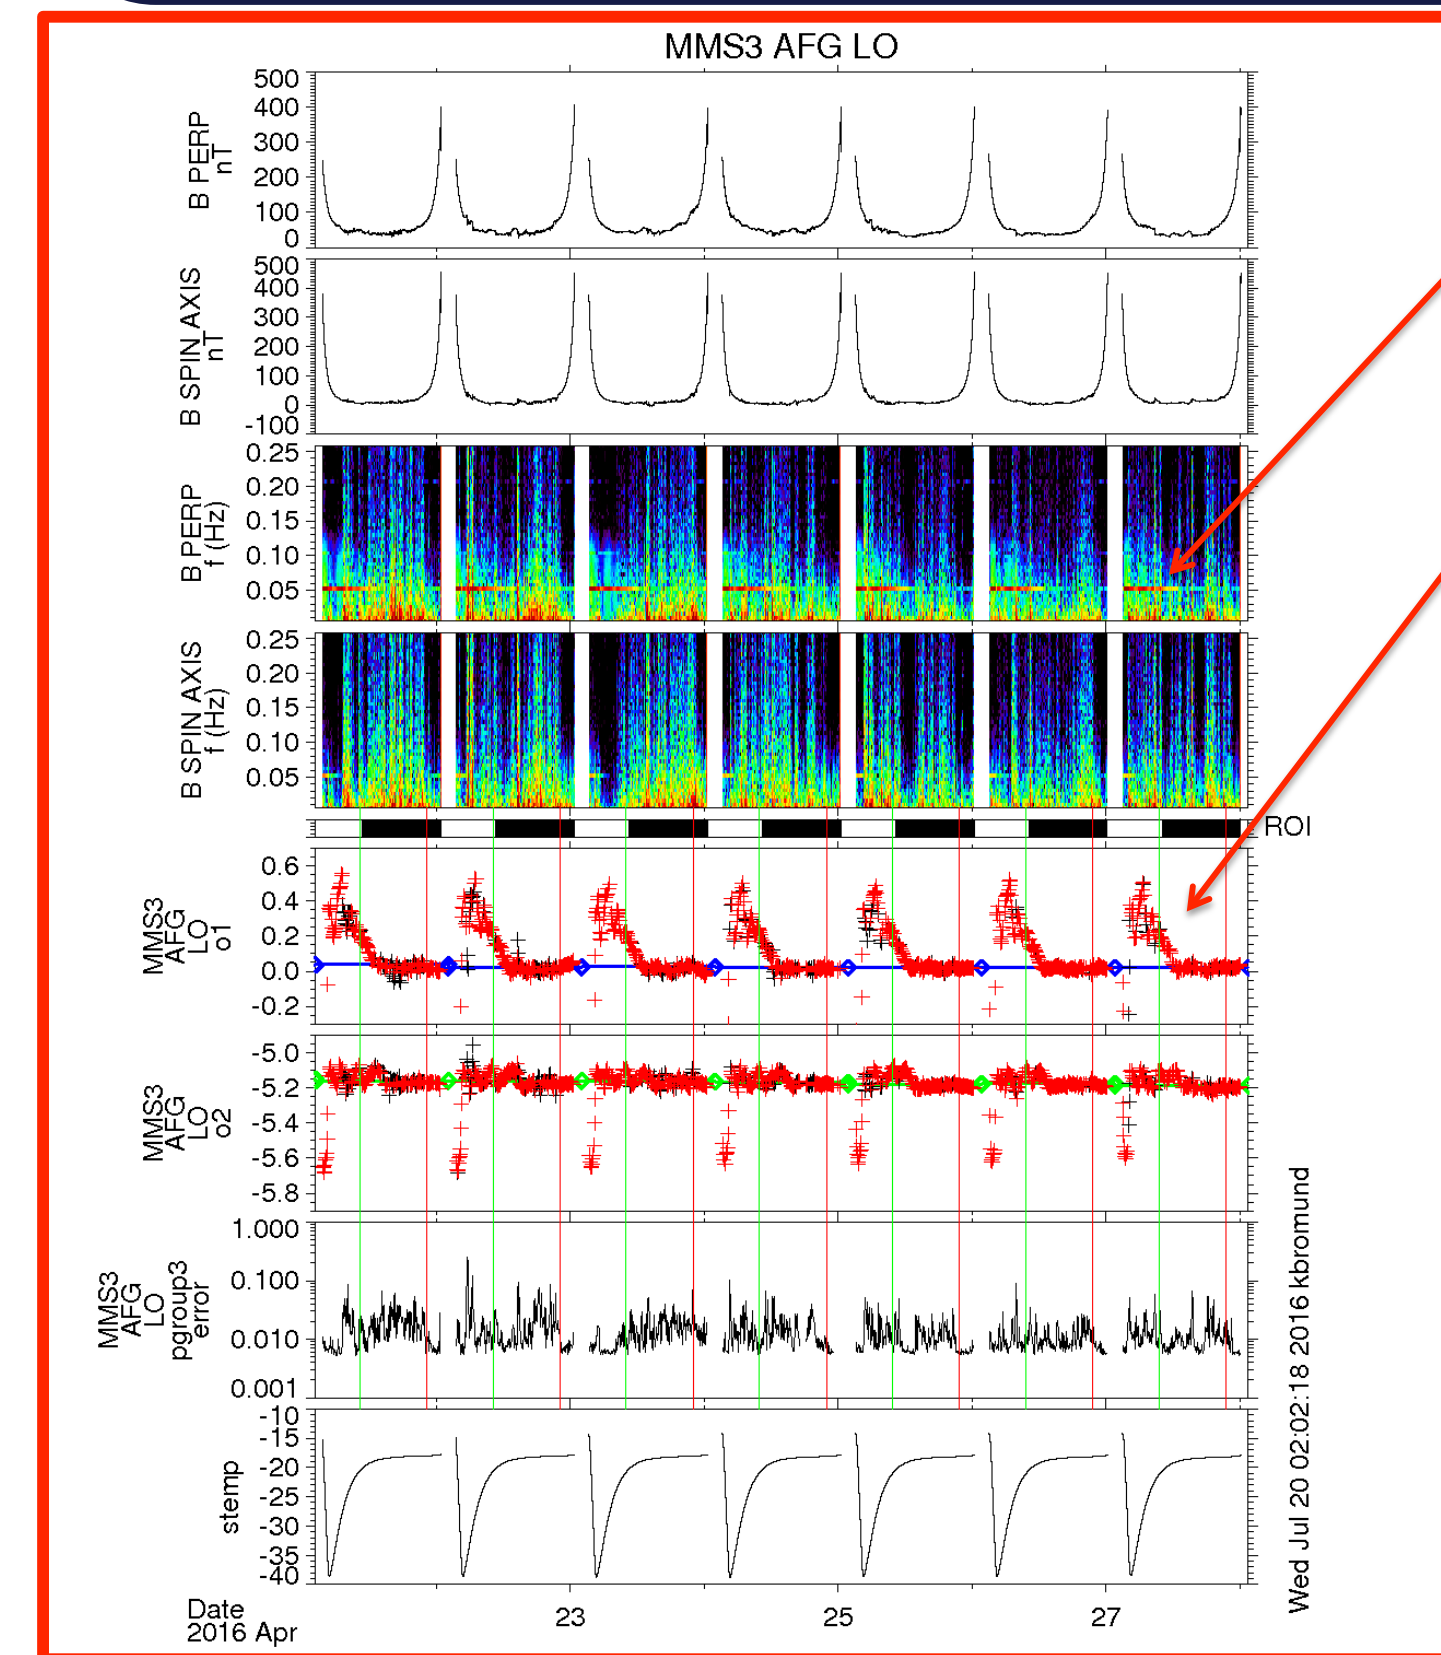 MMS3 AFG LO
B PERP
nT
500
400
300
200
100
0
B SPIN AXIS
nT
500
400
300
200
100
0
-100
B PERP
f (Hz)
0.25
0.20
0.15
0.10
0.05
B SPIN AXIS
f (Hz)
0.25
0.20
0.15
0.10
0.05
ROI
MMS3
AFG
LO
o1
0.6
0.4
0.2
0.0
-0.2
MMS3
AFG
LO
o2
-5.0
-5.2
-5.4
-5.6
-5.8
MMS3
AFG
LO
pgroup3
error
1.000
0.100
0.010
0.001
stemp
-10
-15
-20
-25
-30
-35
-40
Date
2016 Apr
23
25
27
Wed Jul 20 02:02:18 2016 kbromund